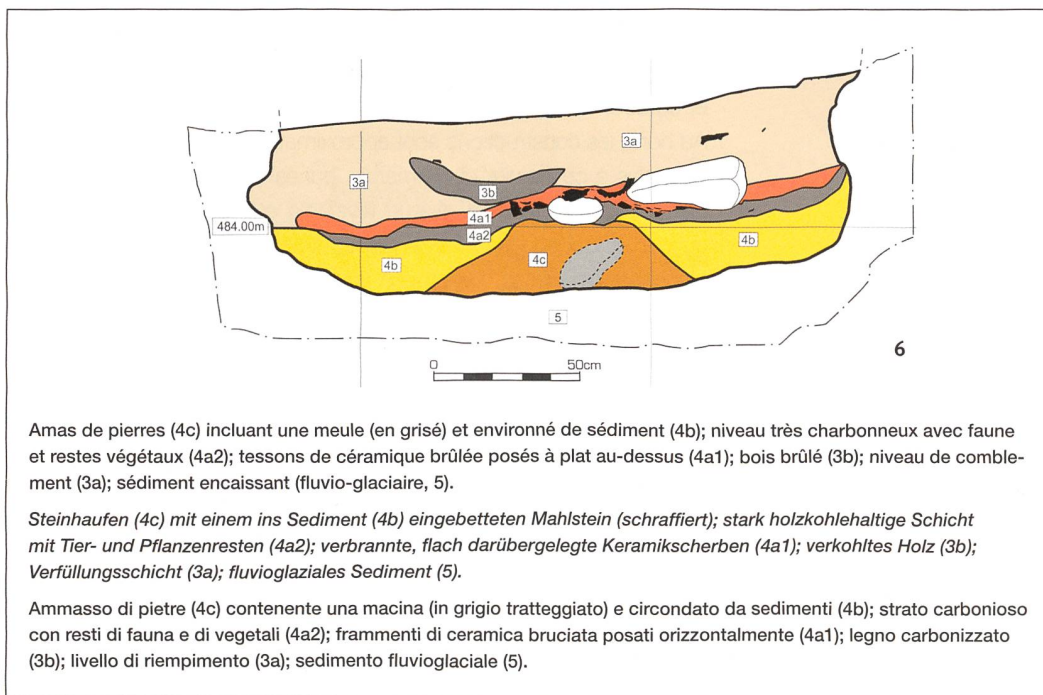 3a
3a
3b
4a1
484.00m
4a2
4b
4b
4c
5
6
0 50cm
Amas de pierres (4c) incluant une meule (en grisé) et environné de sédiment (4b); niveau très charbonneux avec faune
et restes végétaux (4a2); tessons de céramique brûlée posés à plat au-dessus (4a1); bois brûlé (3b); niveau de comble-
ment (3a); sédiment encaissant (fluvio-glaciaire, 5).
Steinhaufen (4c) mit einem ins Sediment (4b) eingebetteten Mahlstein (schraffiert); stark holzkohlehaltige Schicht
mit Tier- und Pflanzenresten (4a2); verbrannte, flach darübergelegte Keramikscherben (4a1); verkohltes Holz (3b);
Verfüllungsschicht (3a); fluvioglaziales Sediment (5).
Ammasso di pietre (4c) contenente una macina (in grigio tratteggiato) e circondato da sedimenti (4b); strato carbonioso
con resti di fauna e di vegetali (4a2); frammenti di ceramica bruciata posati orizzontalmente (4a1); legno carbonizzato
(3b); livello di riempimento (3a); sedimento fluvioglaciale (5).